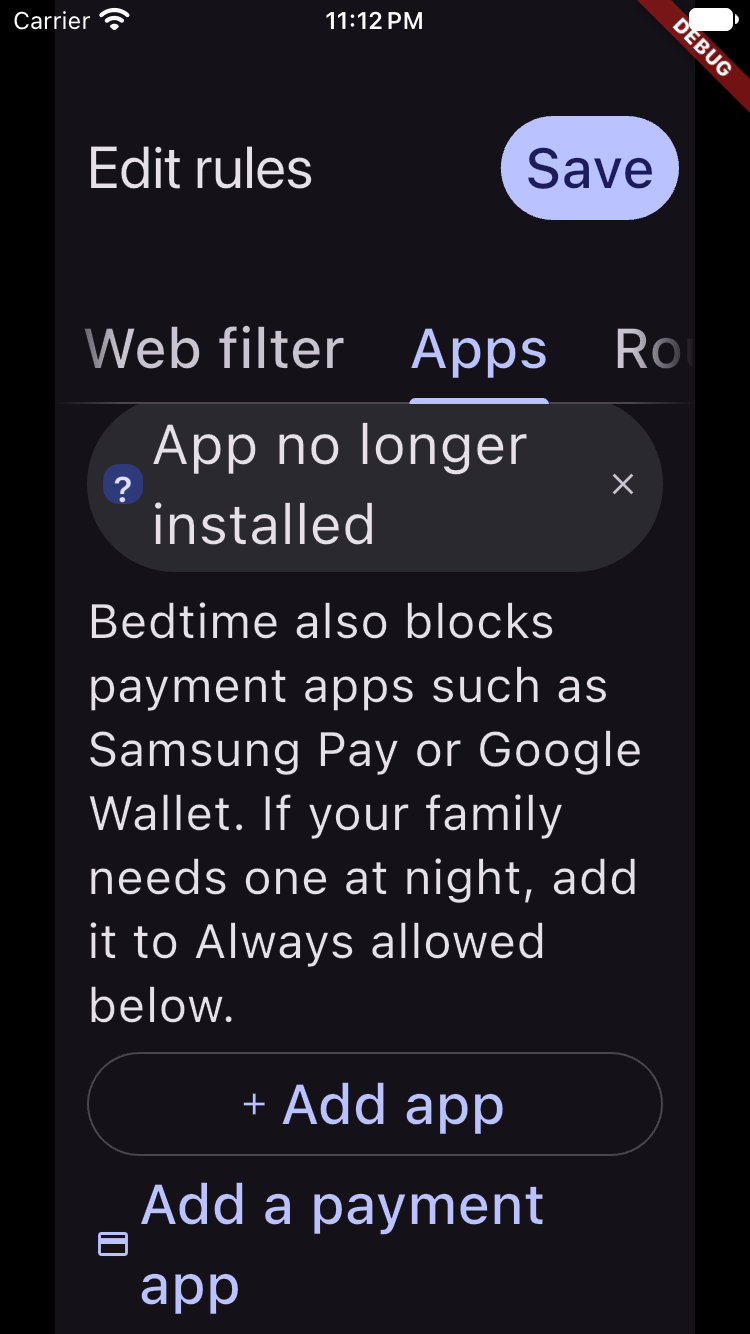 Carrier 11:12 PM
DEBUG
Edit rules
Save
Web filter Apps Rou
App no longer
?
installed
Bedtime also blocks
payment apps such as
Samsung Pay or Google
Wallet. If your family
needs one at night, add
it to Always allowed
below.
+ Add app
Add a payment
app